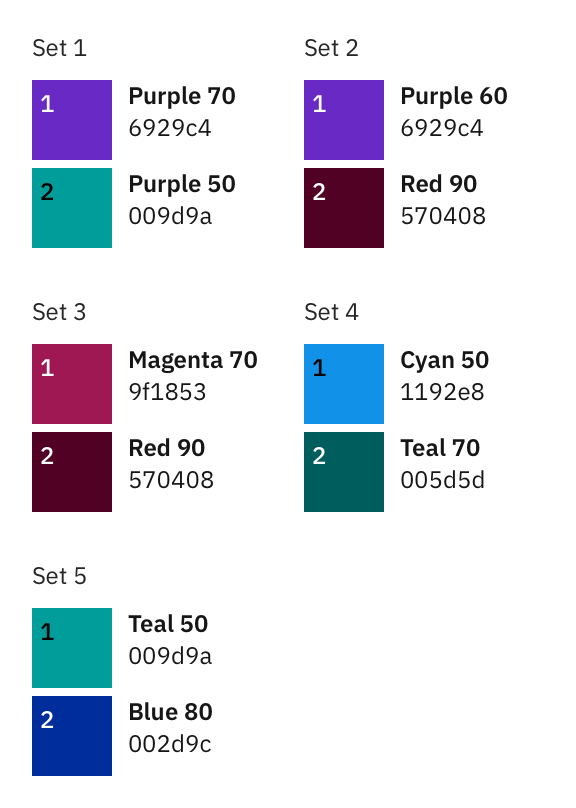 Set 1
1
Purple 70
6929c4
2
Purple 50
009d9a
Set 2
1
Purple 60
6929c4
2
Red 90
570408
Set 3
1
Magenta 70
9f1853
2
Red 90
570408
Set 4
1
Cyan 50
1192e8
2
Teal 70
005d5d
Set 5
1
Teal 50
009d9a
2
Blue 80
002d9c